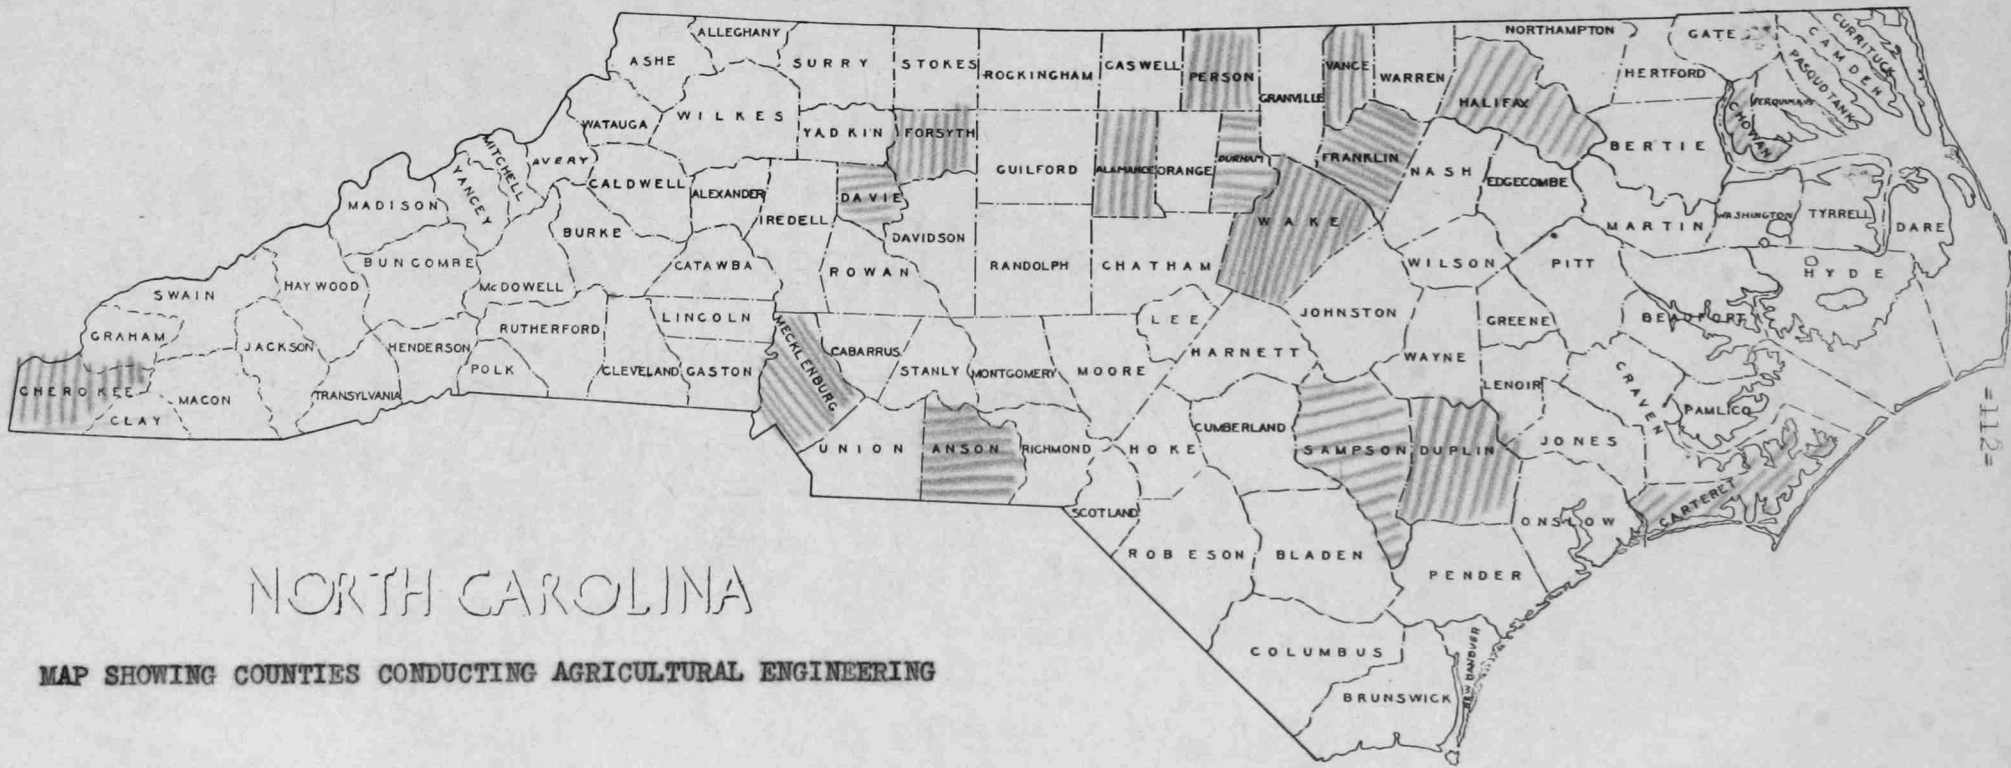 ALLEGHANY
ASHE
SURRY
STOKES
ROCKINGHAM
CASWELL
PERSON
GRANVILLE
VANCE
WARREN
NORTHAMPTON
GATE
HERTFORD
HALIFAX
CURRITUCK
CAMDEN
PASQUOTANK
PERQUIMANS
CHOWAN
BERTIE
WATAUGA
WILKES
YADKIN
FORSYTH
GUILFORD
ALAMANCE
ORANGE
DURHAM
FRANKLIN
NASH
EDGECOMBE
MITCHELL
AVERY
YANCEY
CALDWELL
ALEXANDER
IREDELL
DAVIE
DAVIDSON
WAKE
MARTIN
WASHINGTON
TYRRELL
DARE
MADISON
BURKE
BUNCOMBE
McDOWELL
CATAWBA
ROWAN
RANDOLPH
CHATHAM
WILSON
PITT
HYDE
SWAIN
HAYWOOD
GRAHAM
JACKSON
HENDERSON
RUTHERFORD
LINCOLN
MECKLENBURG
CABARRUS
LEE
JOHNSTON
GREENE
BEAUFORT
HARNETT
WAYNE
CHEROKEE
CLAY
MACON
TRANSYLVANIA
POLK
CLEVELAND
GASTON
STANLY
MONTGOMERY
MOORE
LENOIR
CRAVEN
PAMLICO
UNION
ANSON
RICHMOND
HOKE
CUMBERLAND
SAMPSON
DUPLIN
JONES
CARTERET
SCOTLAND
ONSLOW
ROBESON
BLADEN
PENDER
COLUMBUS
BRUNSWICK
NEW HANOVER
NORTH CAROLINA
MAP SHOWING COUNTIES CONDUCTING AGRICULTURAL ENGINEERING
=112=